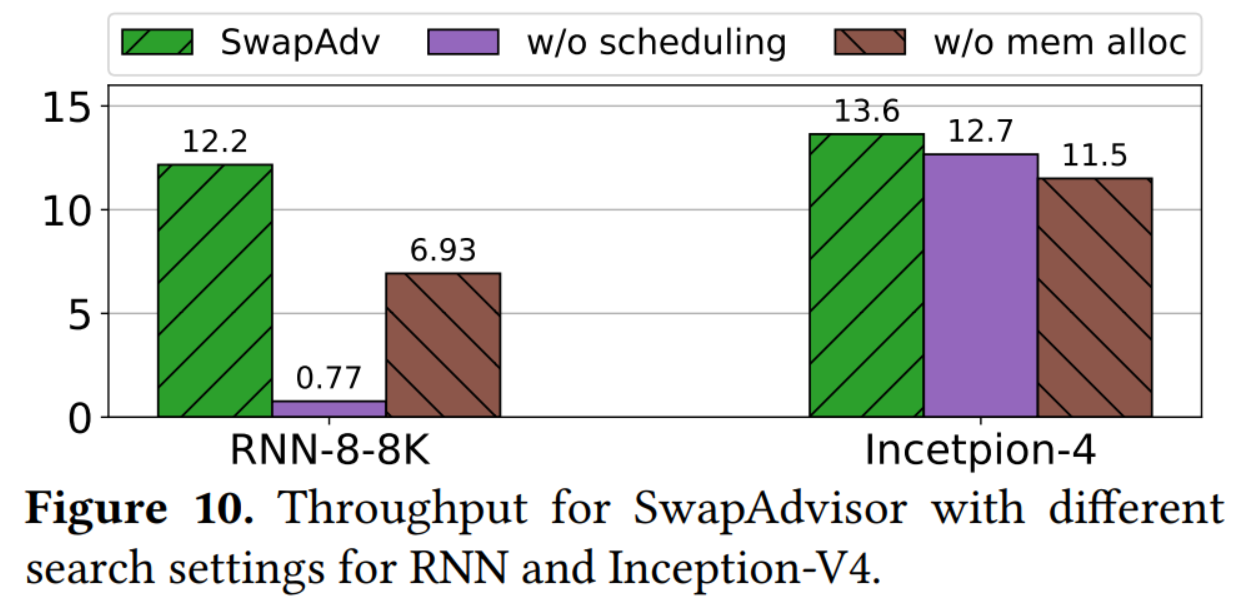 SwapAdv w/o scheduling w/o mem alloc
15
10
5
0
12.2
0.77
6.93
13.6
12.7
11.5
RNN-8-8K Incetpion-4
Figure 10. Throughput for SwapAdvisor with different
search settings for RNN and Inception-V4.